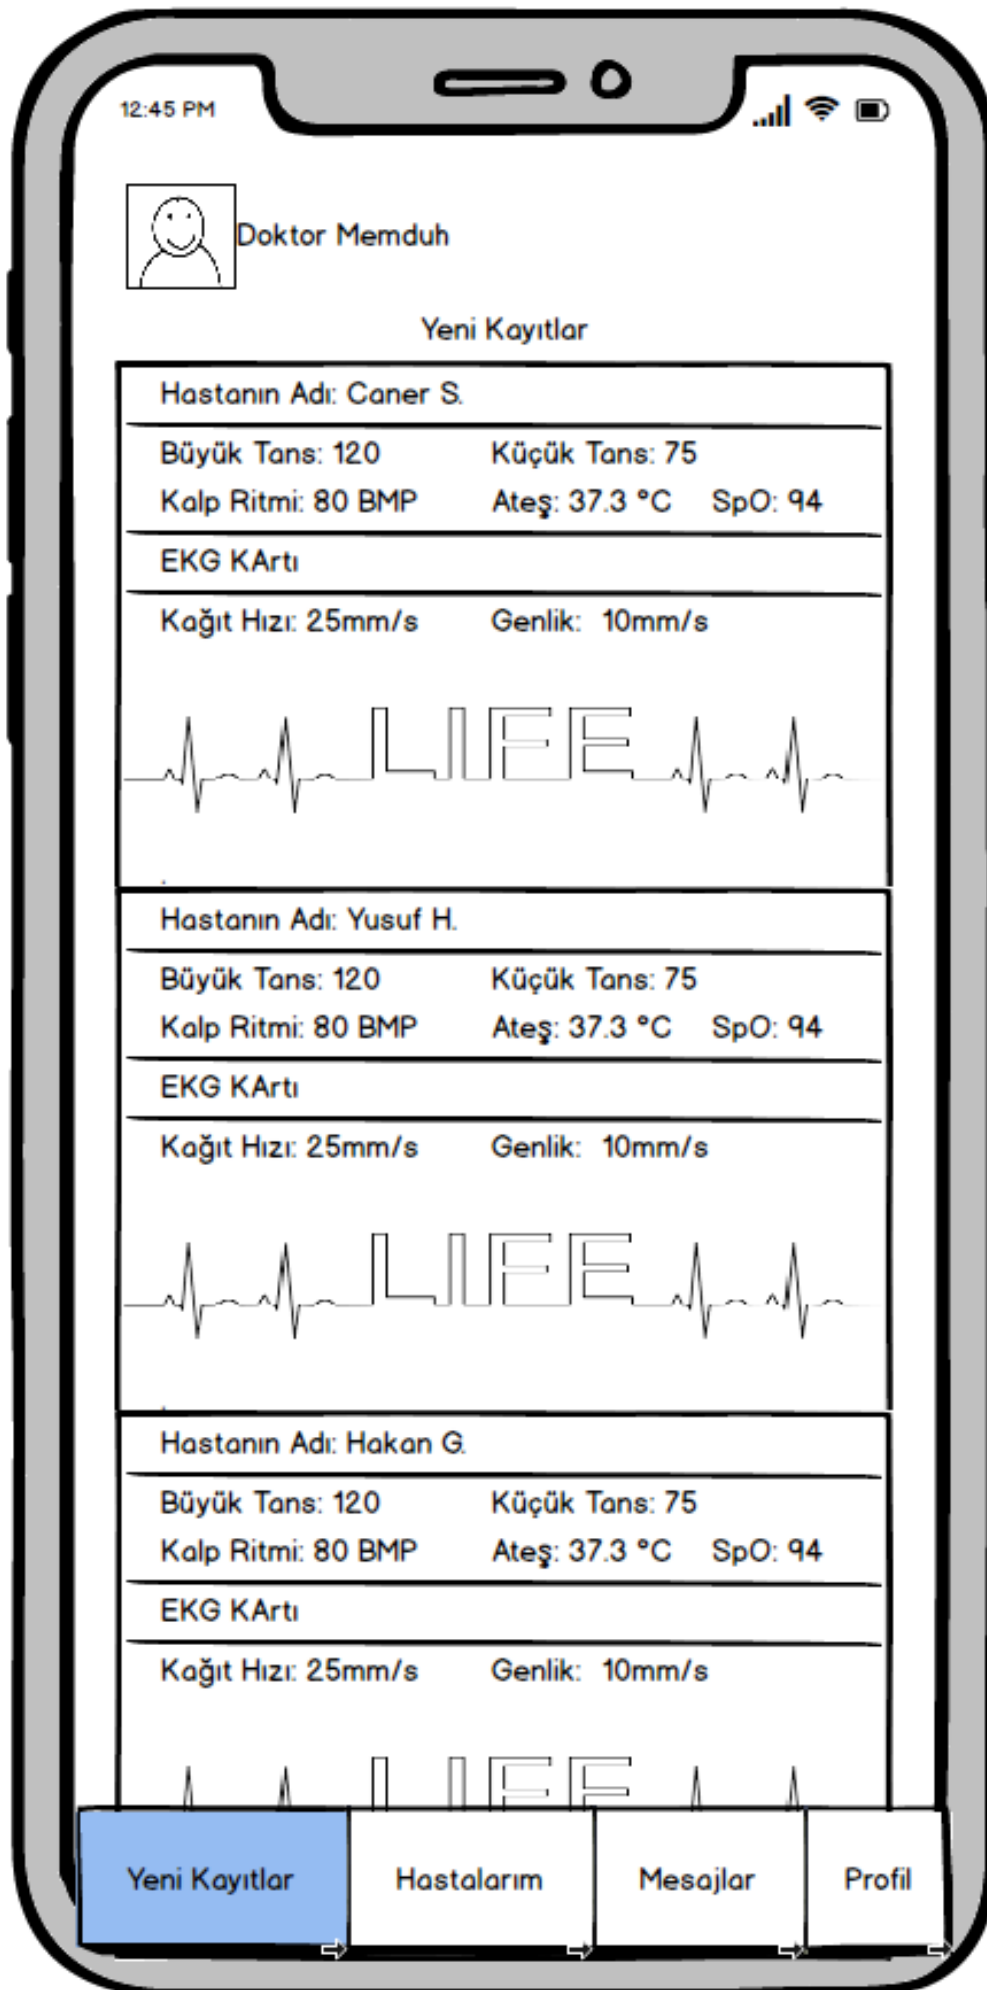 12:45 PM
Doktor Memduh
Yeni Kayıtlar
Hastanın Adı: Caner S.
Büyük Tans: 120 Küçük Tans: 75
Kalp Ritmi: 80 BMP Ateş: 37.3 °C SpO: 94
EKG KArtı
Kağıt Hızı: 25mm/s Genlik: 10mm/s
LIFE
Hastanın Adı: Yusuf H.
Büyük Tans: 120 Küçük Tans: 75
Kalp Ritmi: 80 BMP Ateş: 37.3 °C SpO: 94
EKG KArtı
Kağıt Hızı: 25mm/s Genlik: 10mm/s
LIFE
Hastanın Adı: Hakan G.
Büyük Tans: 120 Küçük Tans: 75
Kalp Ritmi: 80 BMP Ateş: 37.3 °C SpO: 94
EKG KArtı
Kağıt Hızı: 25mm/s Genlik: 10mm/s
LIFE
Yeni Kayıtlar Hastalarım Mesajlar Profil